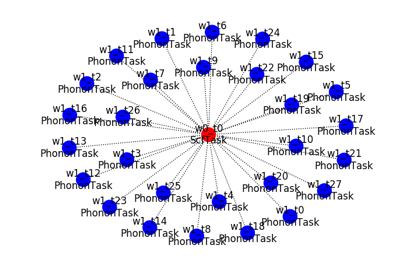 w1_t6
PhononTask
w1_t1
PhononTask
w1_t24
PhononTask
w1_t11
PhononTask
w1_t15
PhononTask
w1_t9
PhononTask
w1_t22
PhononTask
w1_t7
PhononTask
w1_t2
PhononTask
w1_t5
PhononTask
w1_t19
PhononTask
w1_t16
PhononTask
w1_t26
PhononTask
w1_t17
PhononTask
w0_t0
ScfTask
w1_t13
PhononTask
w1_t10
PhononTask
w1_t3
PhononTask
w1_t21
PhononTask
w1_t12
PhononTask
w1_t20
PhononTask
w1_t25
PhononTask
w1_t27
PhononTask
w1_t4
PhononTask
w1_t23
PhononTask
w1_t0
PhononTask
w1_t14
PhononTask
w1_t18
PhononTask
w1_t8
PhononTask